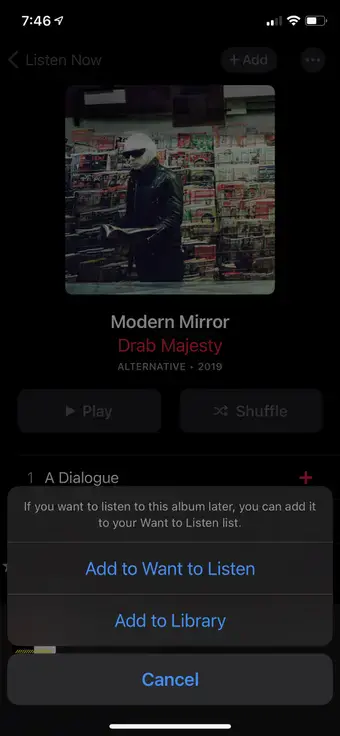 7:46
Listen Now
+ Add
Modern Mirror
Drab Majesty
ALTERNATIVE • 2019
Play
Shuffle
1 A Dialogue
If you want to listen to this album later, you can add it
to your Want to Listen list.
Add to Want to Listen
Add to Library
Cancel